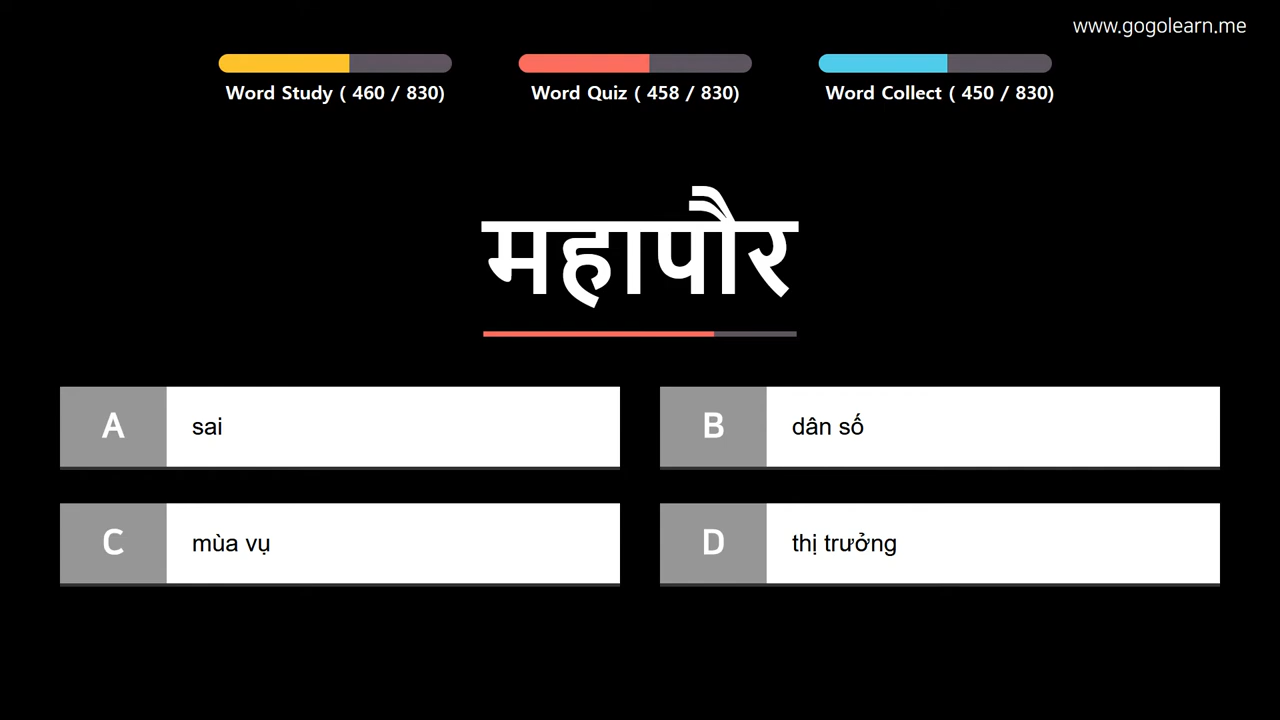 www.gogolearn.me
Word Study ( 460 / 830)
Word Quiz ( 458 / 830)
Word Collect ( 450 / 830)
महापौर
A
sai
B
dân số
C
mùa vụ
D
thị trưởng